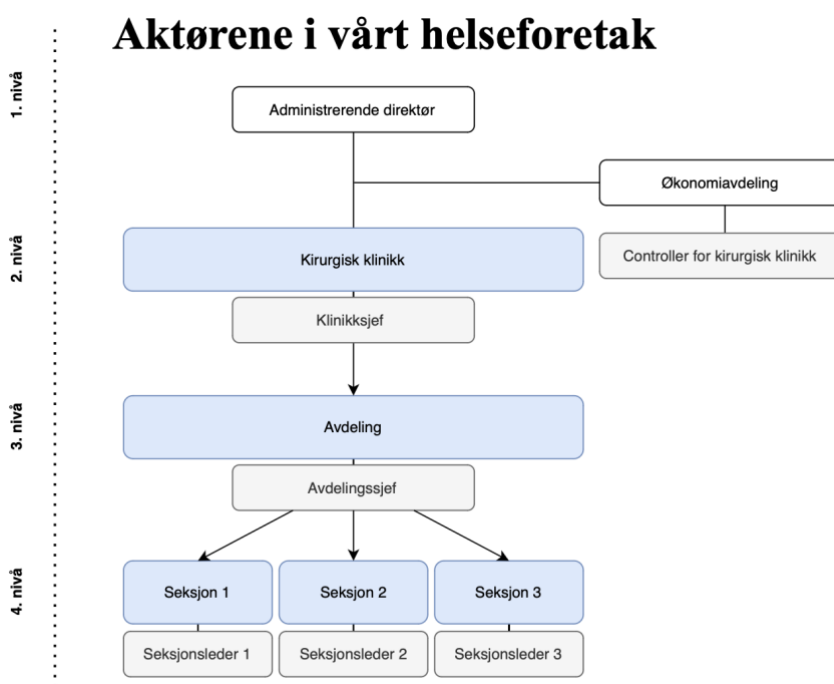 Aktørene i vårt helseforetak
1. nivå
Administrerende direktør
Økonomiavdeling
Controller for kirurgisk klinikk
2. nivå
Kirurgisk klinikk
Klinikksjef
3. nivå
Avdeling
Avdelingssjef
4. nivå
Seksjon 1
Seksjon 2
Seksjon 3
Seksjonsleder 1
Seksjonsleder 2
Seksjonsleder 3